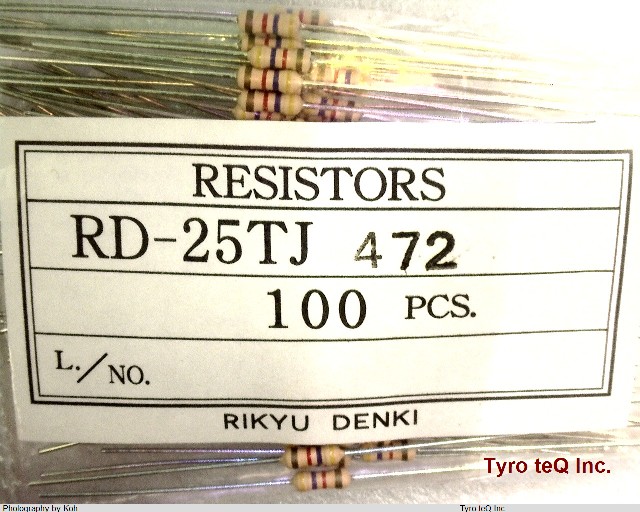 RESISTORS
RD-25TJ 472
100 PCS.
L./NO.
RIKYU DENKI
Tyro teQ Inc.
Photography by Koh Tyro teQ Inc